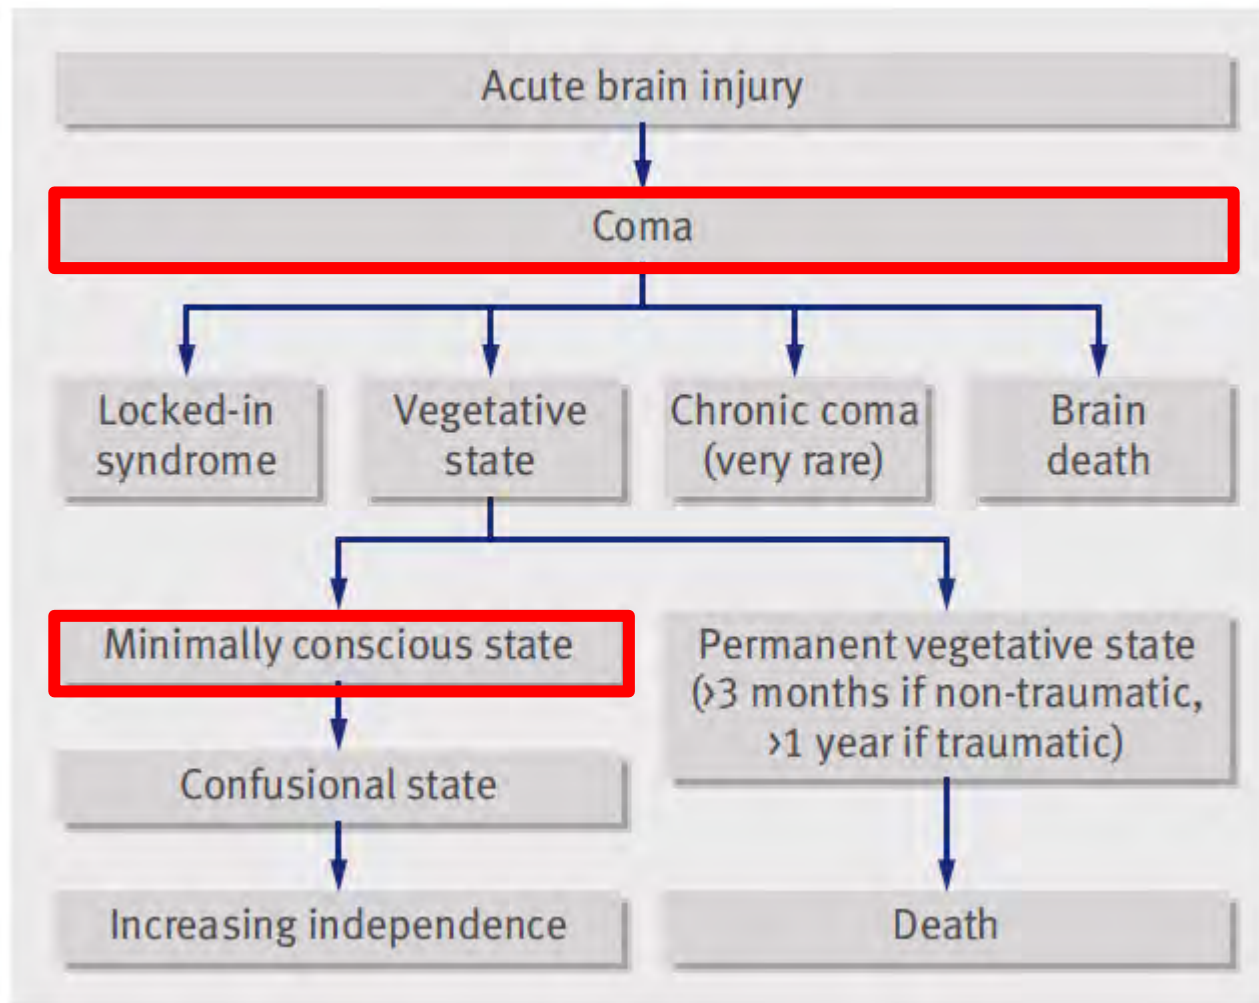 Acute brain injury
Coma
Locked-in
syndrome
Vegetative
state
Chronic coma
(very rare)
Brain
death
Minimally conscious state
Permanent vegetative state
(>3 months if non-traumatic,
>1 year if traumatic)
Confusional state
Increasing independence
Death